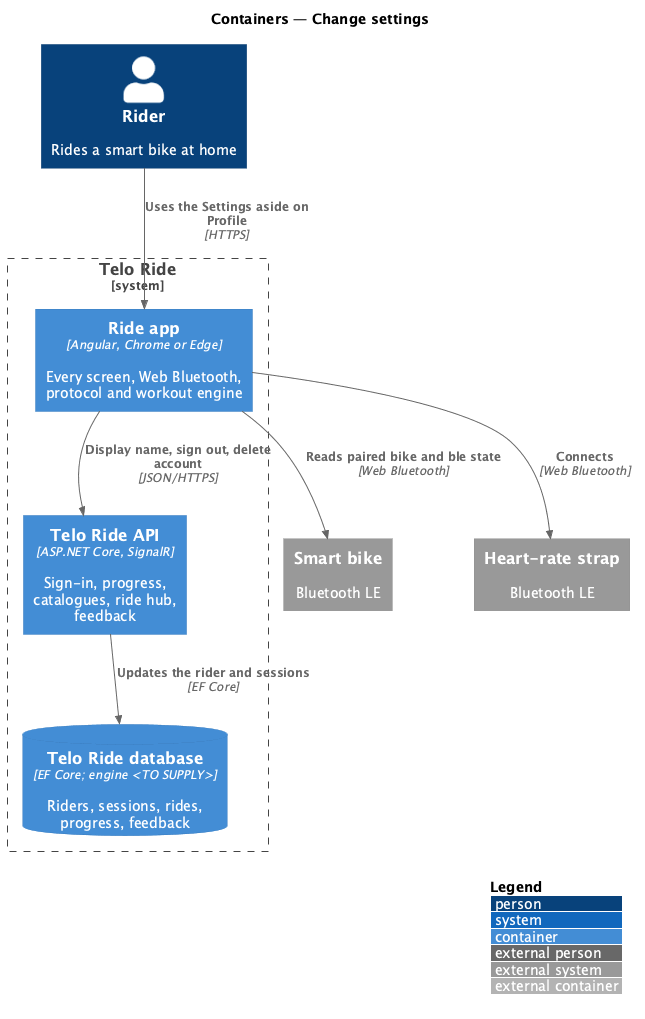 Containers — Change settings
Rider
Rides a smart bike at home
Uses the Settings aside on
Profile
[HTTPS]
Telo Ride
[system]
Ride app
[Angular, Chrome or Edge]
Every screen, Web Bluetooth,
protocol and workout engine
Display name, sign out, delete
account
[JSON/HTTPS]
Reads paired bike and ble state
[Web Bluetooth]
Connects
[Web Bluetooth]
Telo Ride API
[ASP.NET Core, SignalR]
Sign-in, progress,
catalogues, ride hub,
feedback
Smart bike
Bluetooth LE
Heart-rate strap
Bluetooth LE
Updates the rider and sessions
[EF Core]
Telo Ride database
[EF Core; engine <TO SUPPLY>]
Riders, sessions, rides,
progress, feedback
Legend
person
system
container
external person
external system
external container